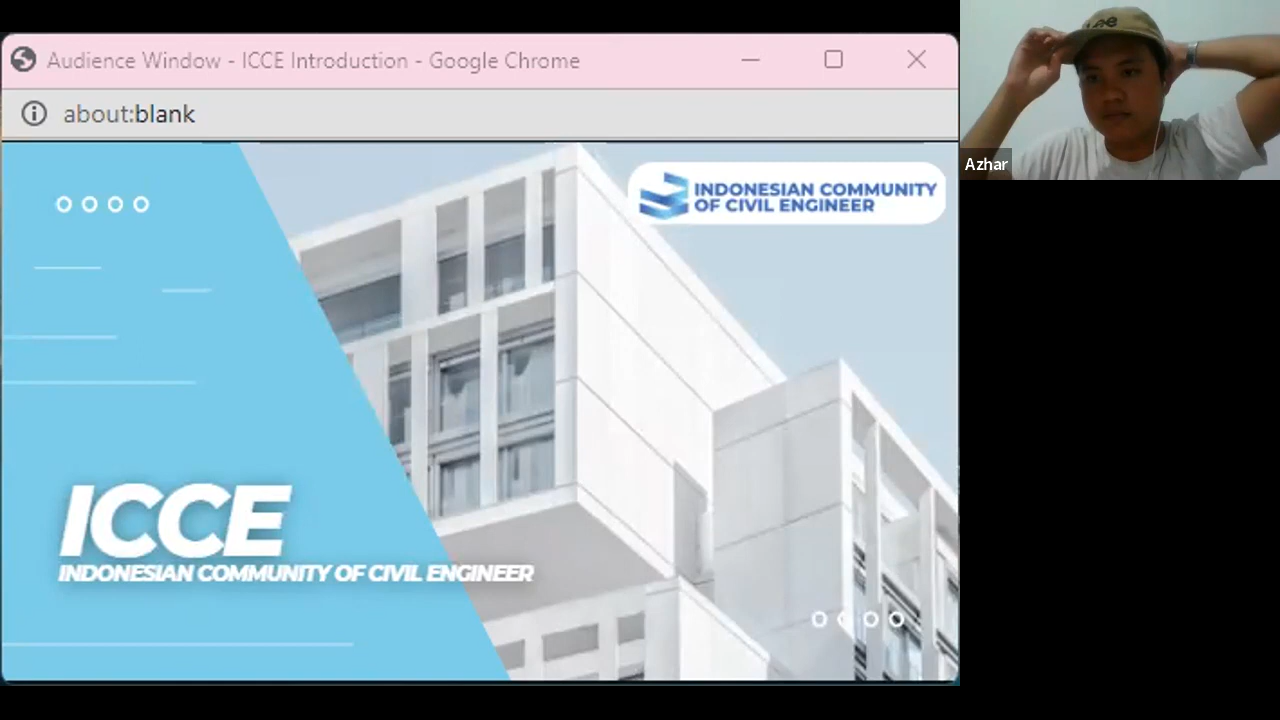 Audience Window - ICCE Introduction - Google Chrome
about:blank
INDONESIAN COMMUNITY
OF CIVIL ENGINEER
ICCE
INDONESIAN COMMUNITY OF CIVIL ENGINEER
Azhar